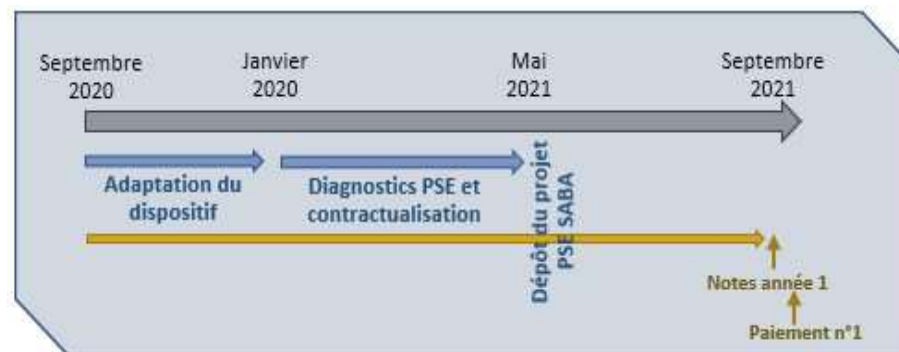 Septembre
2020
Janvier
2020
Mai
2021
Septembre
2021
Adaptation du
dispositif
Diagnostics PSE et
contractualisation
Dépôt du projet
PSE SABA
Notes année 1
Paiement n°1